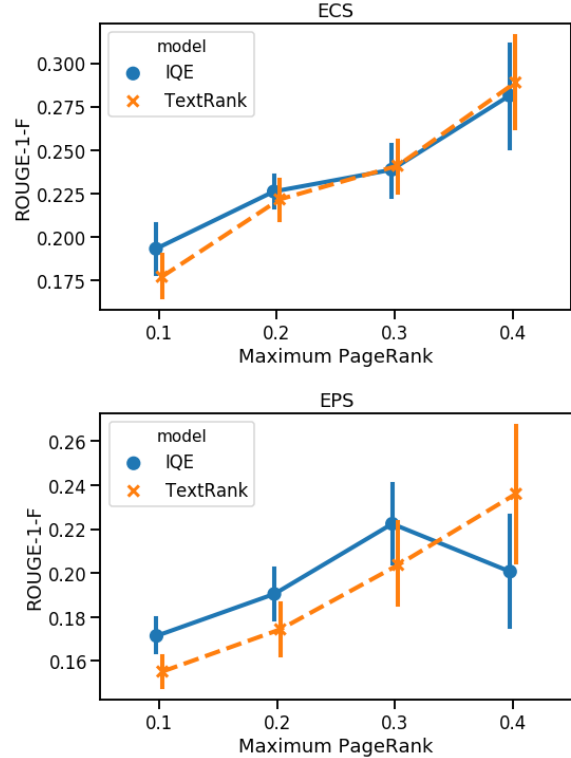 ECS
model
IQE
TextRank
ROUGE-1-F
0.300
0.275
0.250
0.225
0.200
0.175
0.1 0.2 0.3 0.4
Maximum PageRank
EPS
model
IQE
TextRank
ROUGE-1-F
0.26
0.24
0.22
0.20
0.18
0.16
0.1 0.2 0.3 0.4
Maximum PageRank